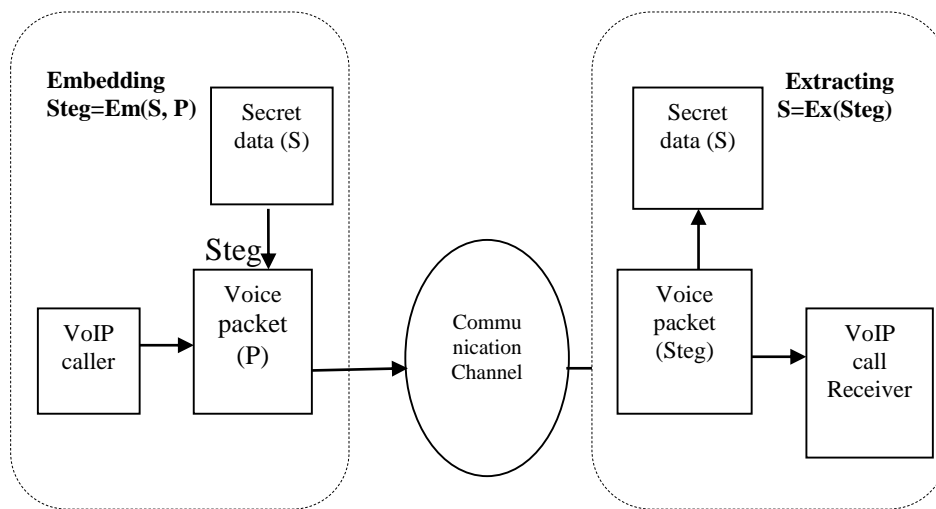 Embedding
Steg=Em(S, P)
Secret
data (S)
Steg
VoIP
caller
Voice
packet
(P)
Commu
nication
Channel
Extracting
S=Ex(Steg)
Secret
data (S)
Voice
packet
(Steg)
VoIP
call
Receiver